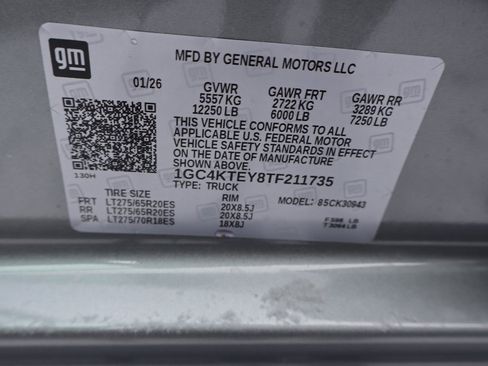 gm
MFD BY GENERAL MOTORS LLC
01/26 GVWR GAWR FRT GAWR RR
5557 KG 2722 KG 3289 KG
12250 LB 6000 LB 7250 LB
THIS VEHICLE CONFORMS TO ALL
APPLICABLE U.S. FEDERAL MOTOR
VEHICLE SAFETY STANDARDS IN EFFECT
ON THE DATE OF MANUFACTURE
SHOWN ABOVE.
130H 1GC4KTEY8TF211735
TYPE: TRUCK
TIRE SIZE RIM MODEL: 85CK30943
FRT LT275/65R20ES 20X8.5J
RR LT275/65R20ES 20X8.5J
SPA LT275/70R18ES 18X8J
LB
LB